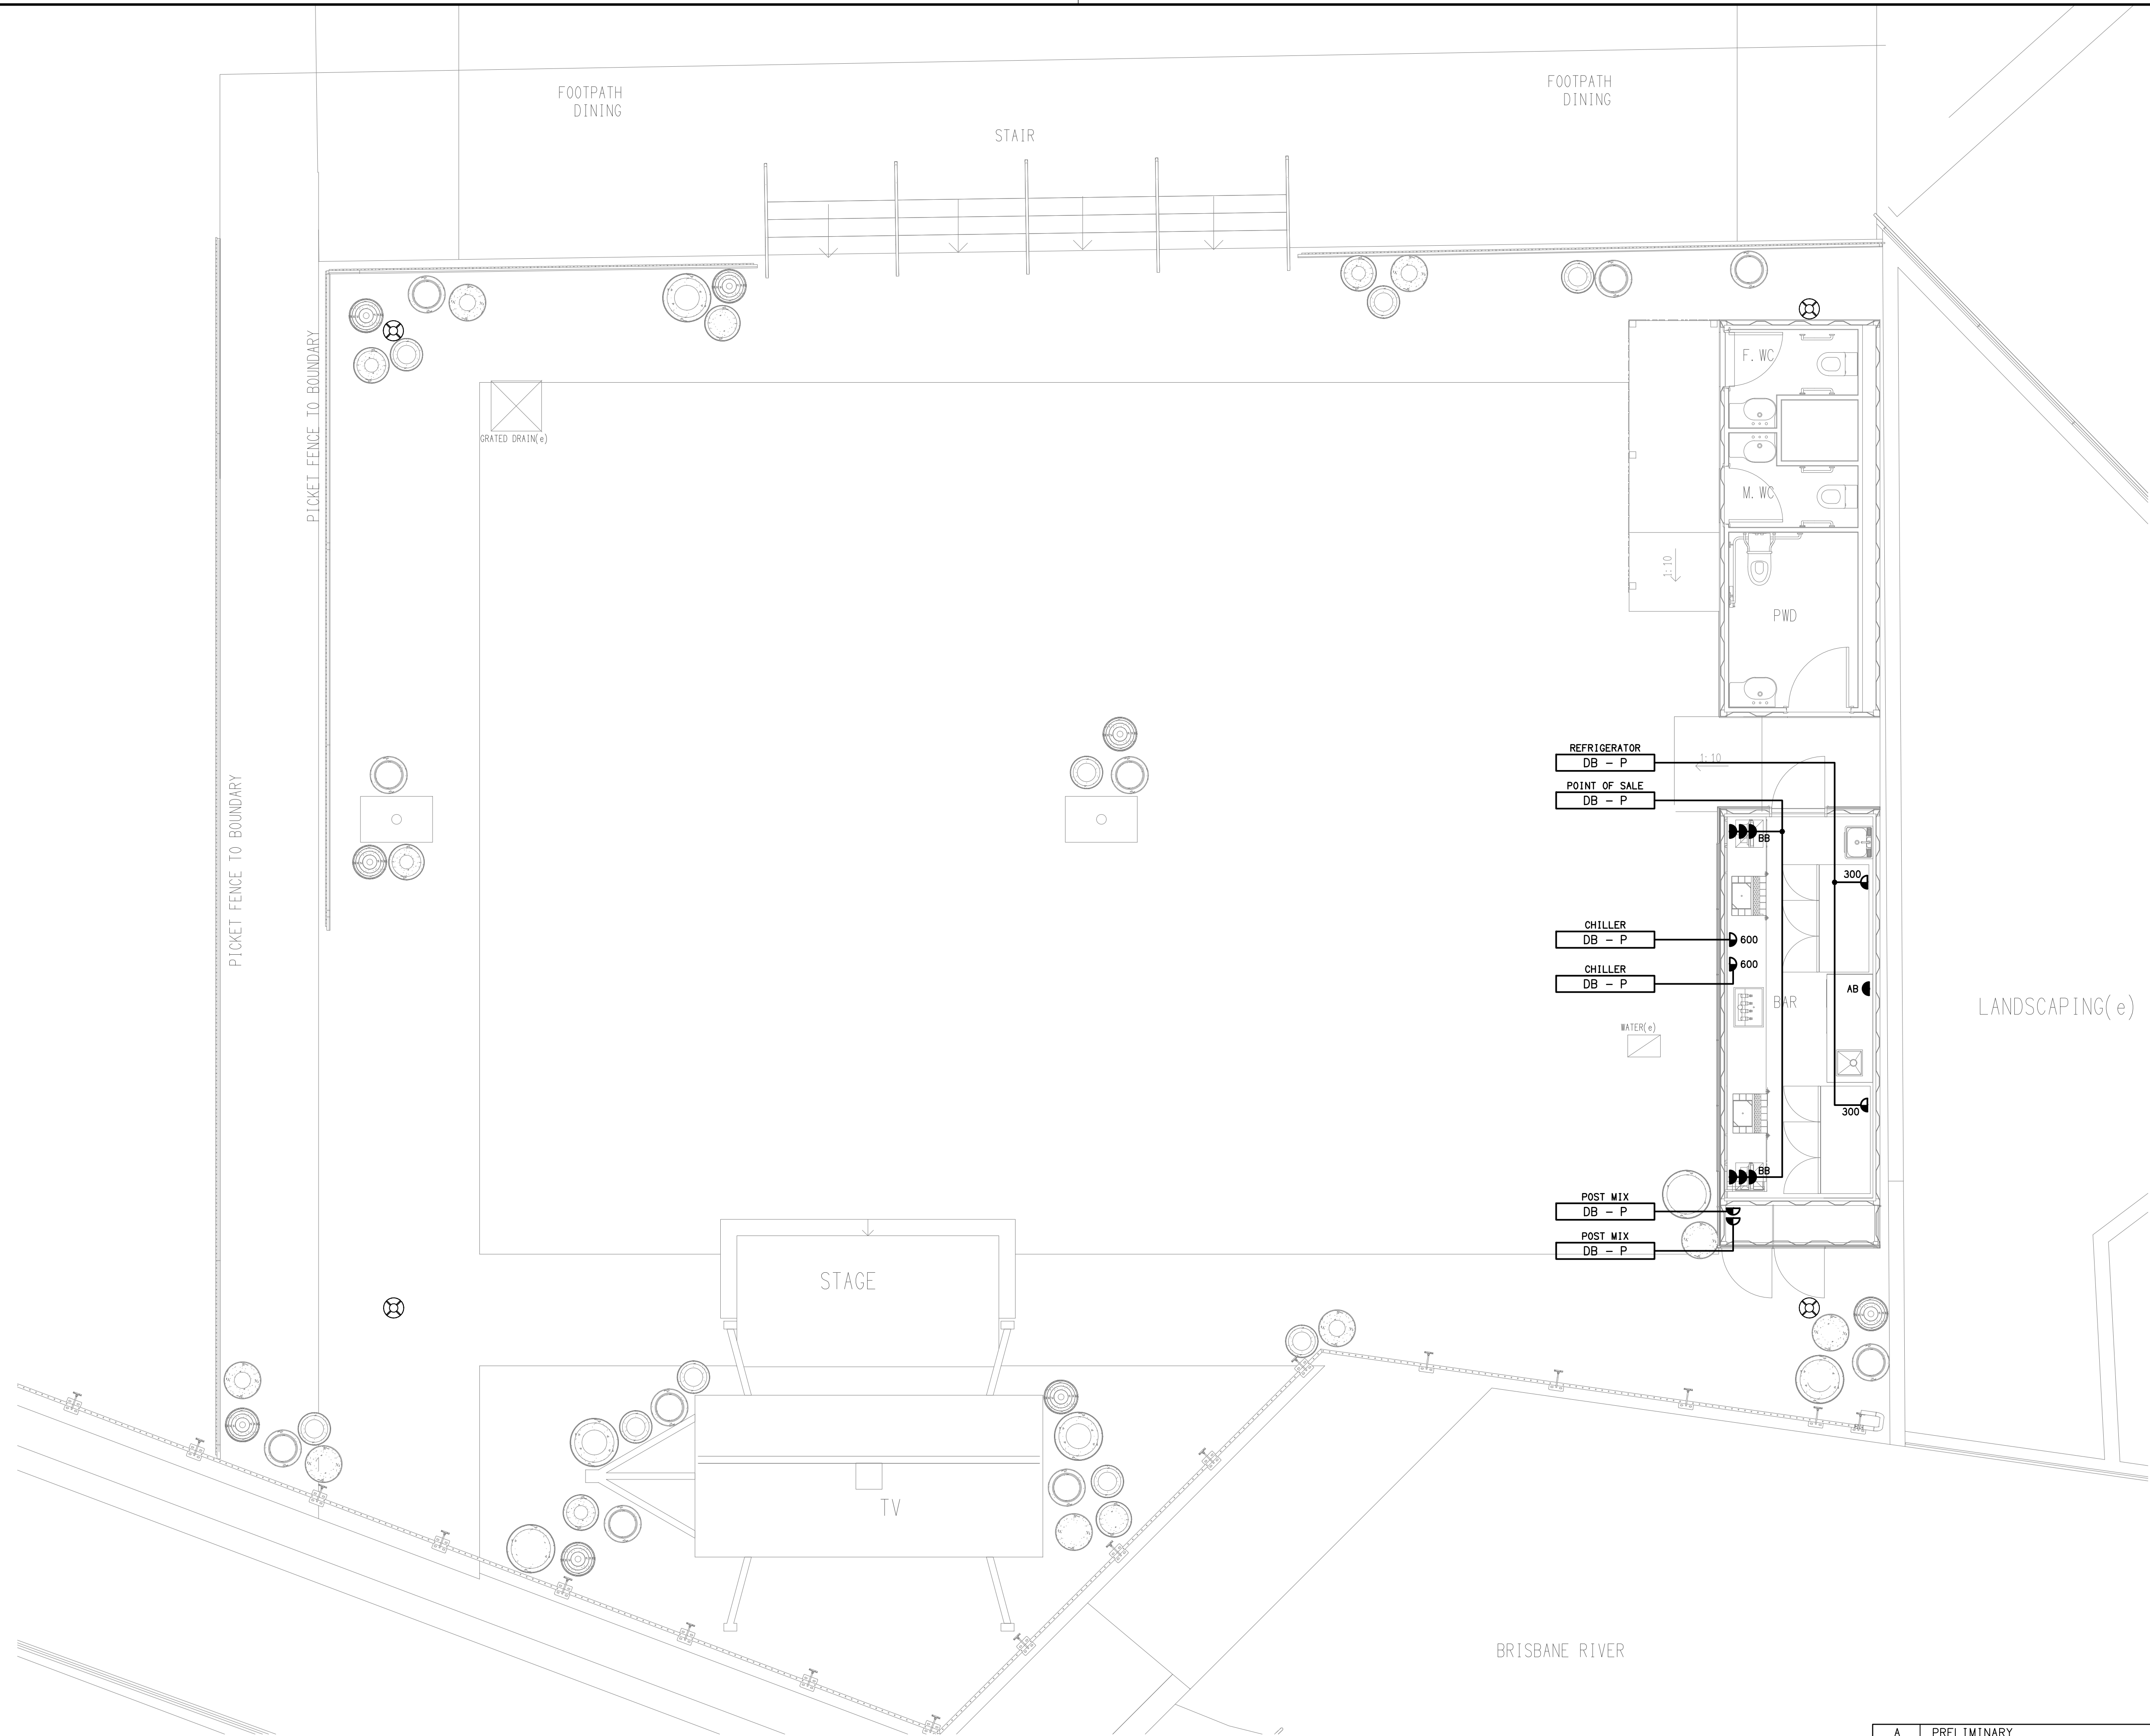 FOOTPATH
DINING
FOOTPATH
DINING
STAIR
PICKET FENCE TO BOUNDARY
F. WC
GRATED DRAIN(e)
M. WC
1:10
PWD
REFRIGERATOR
DB - P
1:10
POINT OF SALE
DB - P
PICKET FENCE TO BOUNDARY
BB
300
CHILLER
DB - P
600
CHILLER
DB - P
600
AB
BAR
LANDSCAPING(e)
WATER(e)
300
BB
POST MIX
DB - P
POST MIX
DB - P
STAGE
TV
BRISBANE RIVER
A PRELIMINARY